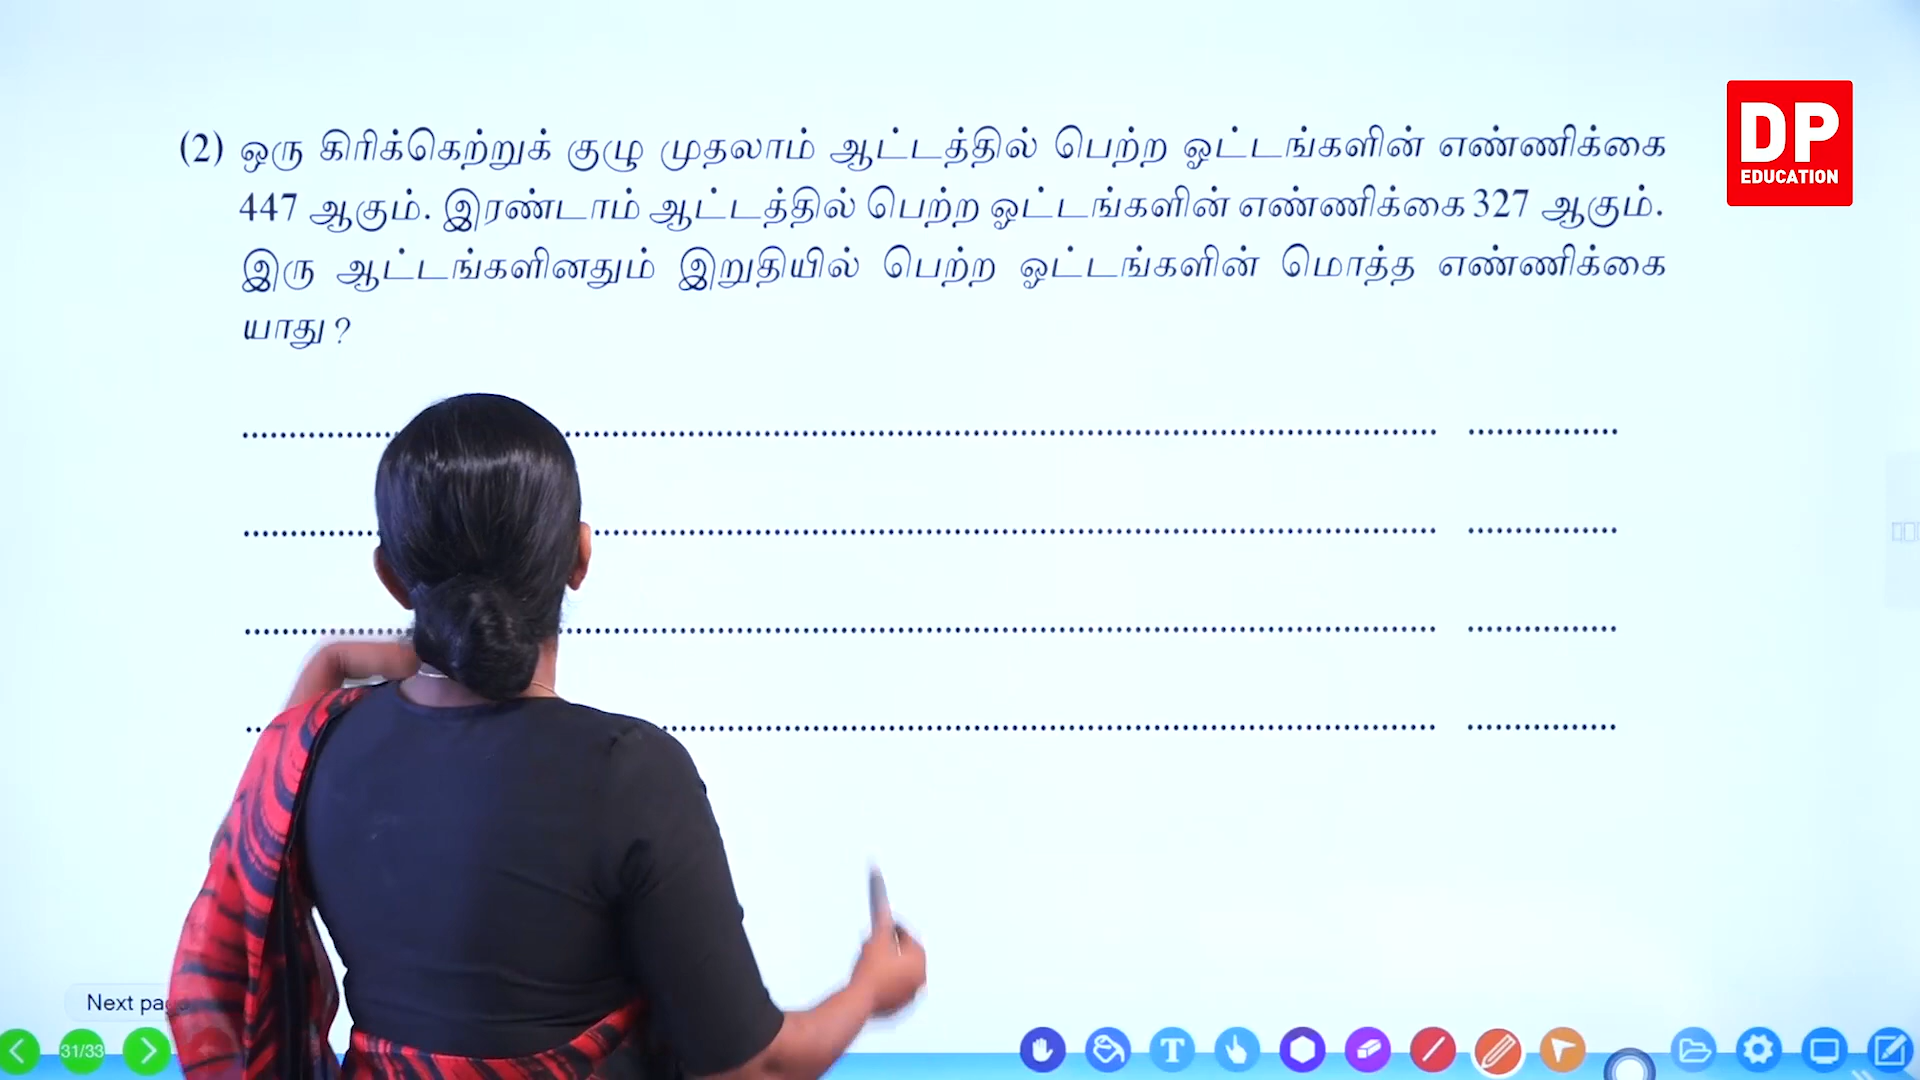 DP
EDUCATION
(2) ஒரு கிரிக்கெற்றுக் குழு முதலாம் ஆட்டத்தில் பெற்ற ஓட்டங்களின் எண்ணிக்கை
447 ஆகும். இரண்டாம் ஆட்டத்தில் பெற்ற ஓட்டங்களின் எண்ணிக்கை 327 ஆகும்.
இரு ஆட்டங்களினதும் இறுதியில் பெற்ற ஓட்டங்களின் மொத்த எண்ணிக்கை
யாது ?
Next
31/33
T